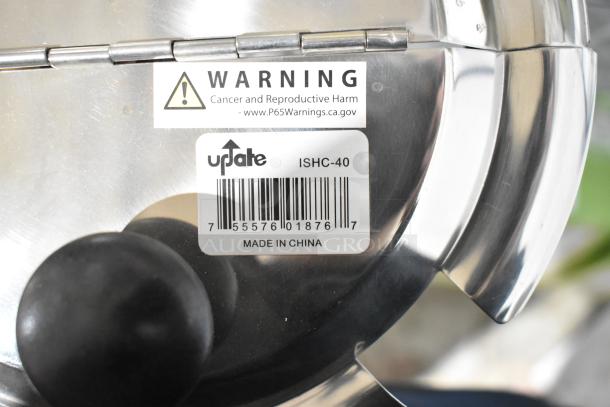 WARNING
Cancer and Reproductive Harm
- www.P65Warnings.ca.gov
update ISHC-40
7 55576 01876 7
MADE IN CHINA